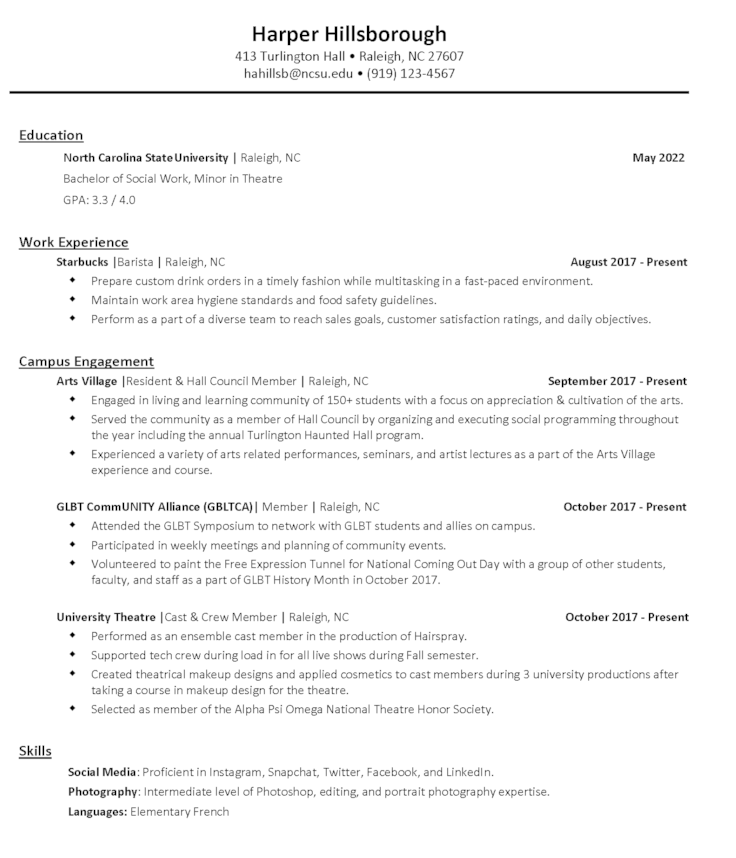 Harper Hillsborough
413 Turlington Hall • Raleigh, NC 27607
hahillsb@ncsu.edu • (919) 123-4567
Education
North Carolina State University | Raleigh, NC May 2022
Bachelor of Social Work, Minor in Theatre
GPA: 3.3 / 4.0
Work Experience
Starbucks |Barista | Raleigh, NC August 2017 - Present
◆ Prepare custom drink orders in a timely fashion while multitasking in a fast-paced environment.
◆ Maintain work area hygiene standards and food safety guidelines.
◆ Perform as a part of a diverse team to reach sales goals, customer satisfaction ratings, and daily objectives.
Campus Engagement
Arts Village |Resident & Hall Council Member | Raleigh, NC September 2017 - Present
◆ Engaged in living and learning community of 150+ students with a focus on appreciation & cultivation of the arts.
◆ Served the community as a member of Hall Council by organizing and executing social programming throughout
the year including the annual Turlington Haunted Hall program.
◆ Experienced a variety of arts related performances, seminars, and artist lectures as a part of the Arts Village
experience and course.
GLBT CommUNITY Alliance (GBLTCA)| Member | Raleigh, NC October 2017 - Present
◆ Attended the GLBT Symposium to network with GLBT students and allies on campus.
◆ Participated in weekly meetings and planning of community events.
◆ Volunteered to paint the Free Expression Tunnel for National Coming Out Day with a group of other students,
faculty, and staff as a part of GLBT History Month in October 2017.
University Theatre |Cast & Crew Member | Raleigh, NC October 2017 - Present
◆ Performed as an ensemble cast member in the production of Hairspray.
◆ Supported tech crew during load in for all live shows during Fall semester.
◆ Created theatrical makeup designs and applied cosmetics to cast members during 3 university productions after
taking a course in makeup design for the theatre.
◆ Selected as member of the Alpha Psi Omega National Theatre Honor Society.
Skills
Social Media: Proficient in Instagram, Snapchat, Twitter, Facebook, and LinkedIn.
Photography: Intermediate level of Photoshop, editing, and portrait photography expertise.
Languages: Elementary French